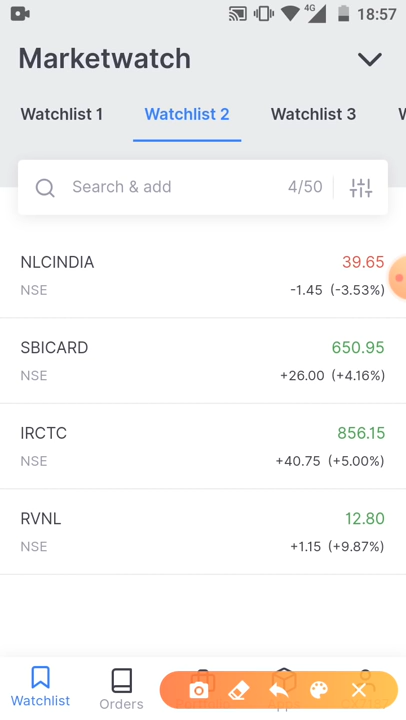 4G 18:57
Marketwatch
Watchlist 1 Watchlist 2 Watchlist 3
Search & add 4/50
NLCINDIA 39.65
NSE -1.45 (-3.53%)
SBICARD 650.95
NSE +26.00 (+4.16%)
IRCTC 856.15
NSE +40.75 (+5.00%)
RVNL 12.80
NSE +1.15 (+9.87%)
Watchlist Orders